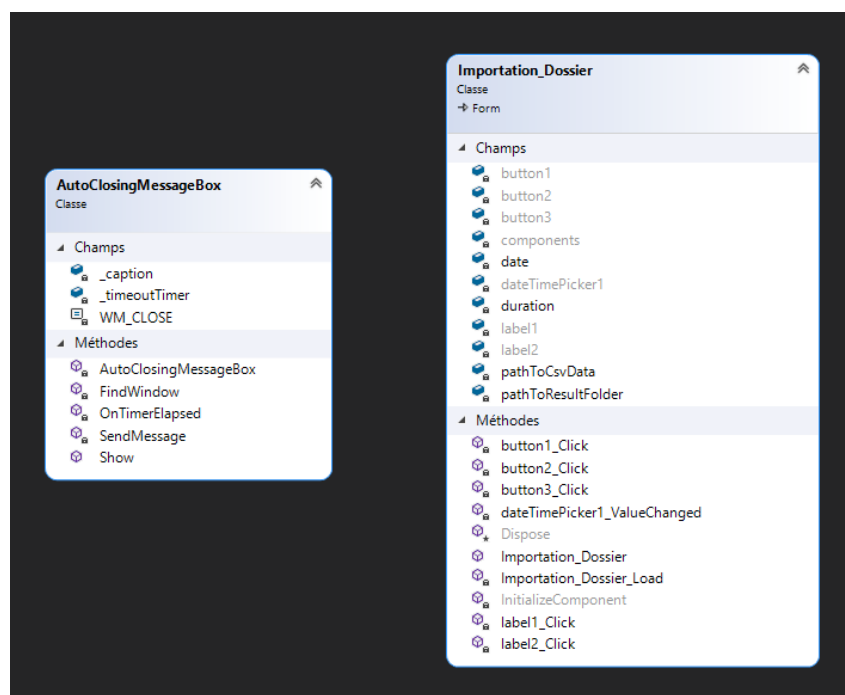 AutoClosingMessageBox
Classe
Champs
_caption
_timeoutTimer
WM_CLOSE
Méthodes
AutoClosingMessageBox
FindWindow
OnTimerElapsed
SendMessage
Show
Importation_Dossier
Classe
Form
Champs
button1
button2
button3
components
date
dateTimePicker1
duration
label1
label2
pathToCsvData
pathToResultFolder
Méthodes
button1_Click
button2_Click
button3_Click
dateTimePicker1_ValueChanged
Dispose
Importation_Dossier
Importation_Dossier_Load
InitializeComponent
label1_Click
label2_Click